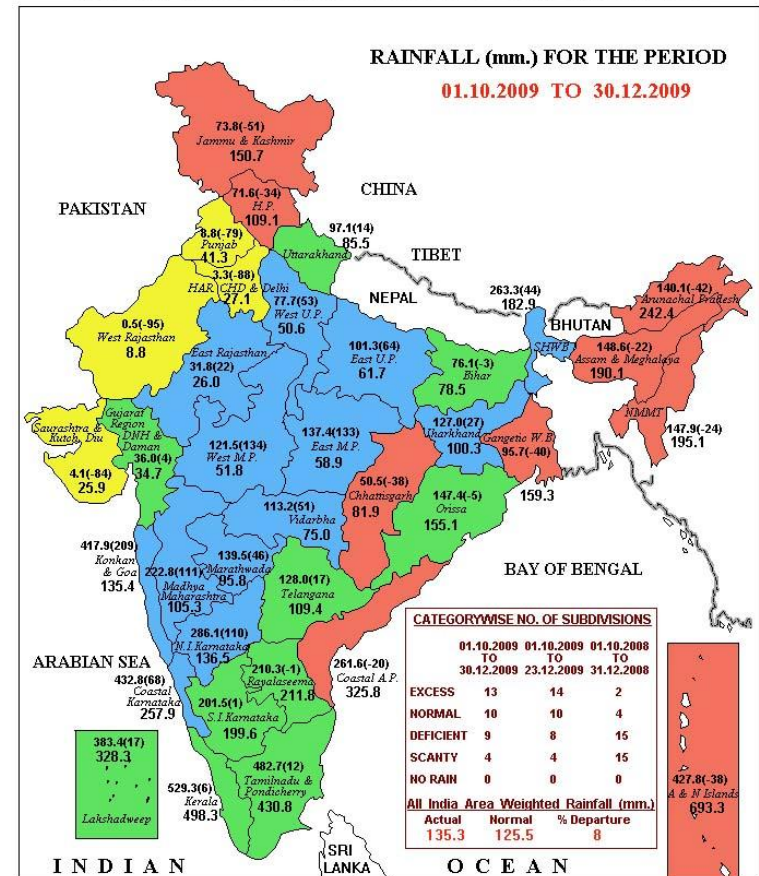 RAINFALL (mm.) FOR THE PERIOD
01.10.2009 TO 30.12.2009
73.8(-51)
Jammu & Kashmir
150.7
CHINA
71.6(-34)
H.P.
109.1
PAKISTAN
8.8(-79)
Punjab
41.3
97.1(14)
85.5
Uttarakhand
TIBET
3.3(-88)
HAR. CHD & Delhi
27.1
NEPAL
77.7(53)
West U.P.
50.6
263.3(44)
182.9
140.1(-42)
Arunachal Pradesh
242.4
0.5(-95)
West Rajasthan
8.8
BHUTAN
SHWB
East Rajasthan
31.8(22)
26.0
101.3(64)
East U.P.
61.7
76.1(-3)
Bihar
78.5
148.6(-22)
Assam & Meghalaya
190.1
NMMT
147.9(-24)
195.1
Saurashtra &
Kutch, Diu
4.1(-84)
25.9
Gujarat
Region
DNH &
Daman
36.0(4)
34.7
121.5(134)
West M.P.
51.8
137.4(133)
East M.P.
58.9
127.0(27)
Jharkhand
100.3
Gangetic W.B
95.7(-40)
159.3
50.5(-38)
Chhattisgarh
81.9
147.4(-5)
Orissa
155.1
113.2(51)
Vidarbha
75.0
417.9(209)
Konkan
& Goa
135.4
222.8(111)
Madhya
Maharashtra
105.3
139.5(46)
Marathwada
95.8
128.0(17)
Telangana
109.4
BAY OF BENGAL
286.1(110)
N.I.Karnataka
136.5
ARABIAN SEA
432.8(68)
Coastal
Karnataka
257.9
210.3(-1)
Rayalaseema
211.8
261.6(-20)
Coastal A.P.
325.8
201.5(1)
S.I.Karnataka
199.6
383.4(17)
328.3
Lakshadweep
529.3(6)
Kerala
498.3
482.7(12)
Tamilnadu &
Pondicherry
430.8
CATEGORYWISE NO. OF SUBDIVISIONS
01.10.2009 01.10.2009 01.10.2008
TO TO TO
30.12.2009 23.12.2009 31.12.2008
EXCESS 13 14 2
NORMAL 10 10 4
DEFICIENT 9 8 15
SCANTY 4 4 15
NO RAIN 0 0 0
All India Area Weighted Rainfall (mm.)
Actual Normal % Departure
135.3 125.5 8
427.8(-38)
A & N Islands
693.3
SRI
LANKA
INDIAN OCEAN